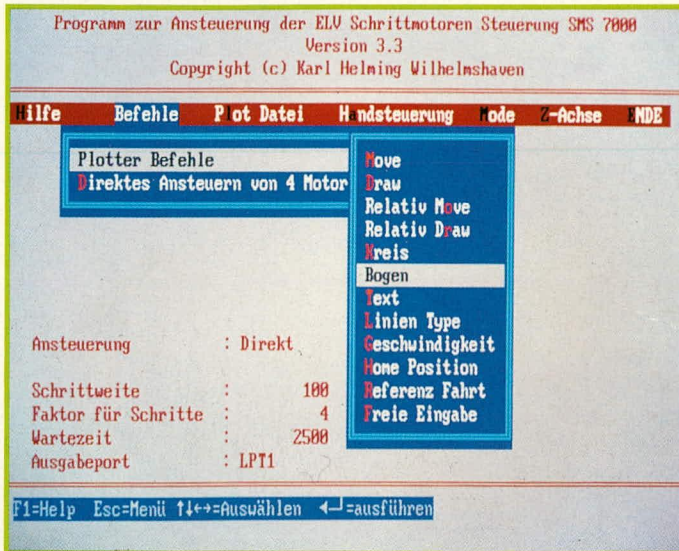 Programm zur Ansteuerung der ELV Schrittmotoren Steuerung SMS 7000
Version 3.3
Copyright (c) Karl Helming Wilhelmshaven
Hilfe Befehle Plot Datei Handsteuerung Mode Z-Achse ENDE
Plotter Befehle
Direktes Ansteuern von 4 Motor
Move
Draw
Relativ Move
Relativ Draw
Kreis
Bogen
Text
Linien Type
Geschwindigkeit
Home Position
Referenz Fahrt
Freie Eingabe
Ansteuerung : Direkt
Schrittweite : 100
Faktor für Schritte : 4
Wartezeit : 2500
Ausgabeport : LPT1
F1=Help Esc=Menü ↑↓←→=Auswählen ◄─┘=ausführen